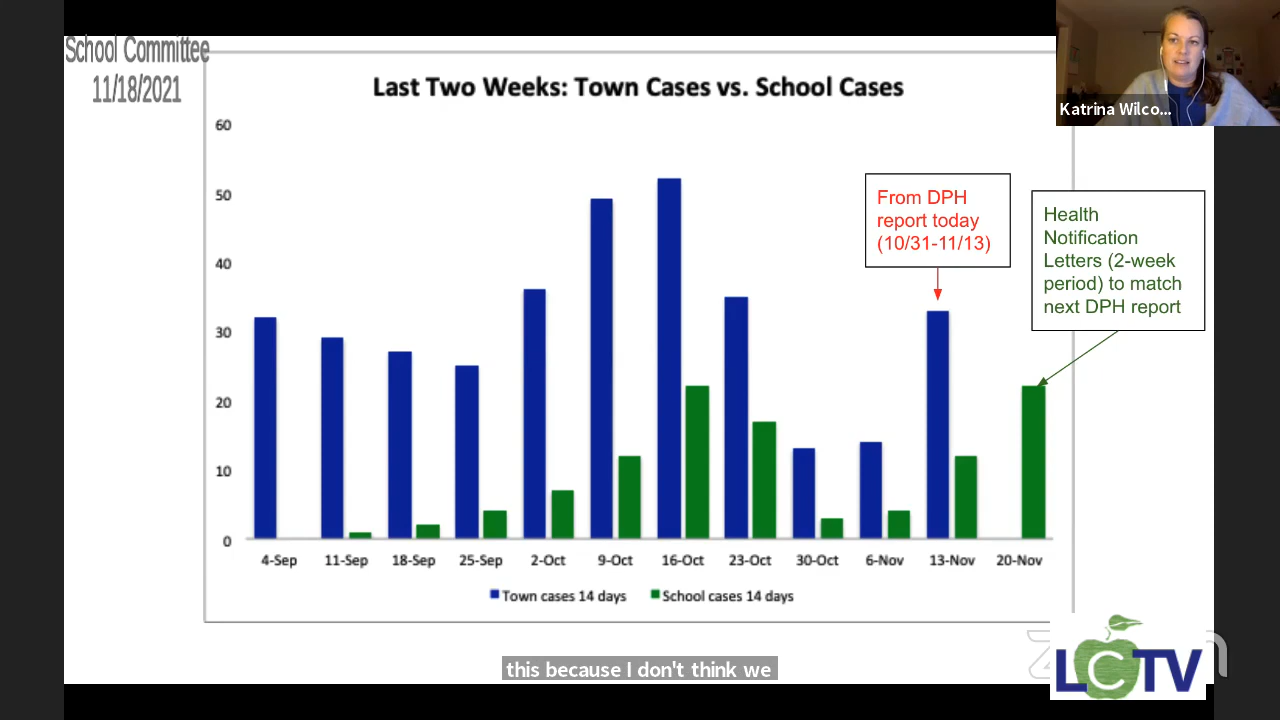 School Committee
11/18/2021
Last Two Weeks: Town Cases vs. School Cases
Katrina Wilco...
60
50
40
30
20
10
0
From DPH
report today
(10/31-11/13)
Health
Notification
Letters (2-week
period) to match
next DPH report
4-Sep 11-Sep 18-Sep 25-Sep 2-Oct 9-Oct 16-Oct 23-Oct 30-Oct 6-Nov 13-Nov 20-Nov
Town cases 14 days School cases 14 days
this because I don't think we
LCTV